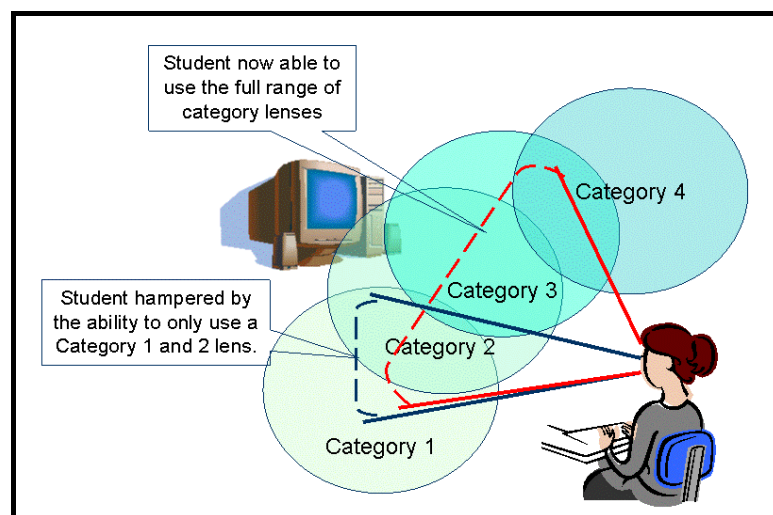 Student now able to
use the full range of
category lenses
Category 4
Category 3
Student hampered by
the ability to only use a
Category 1 and 2 lens.
Category 2
Category 1